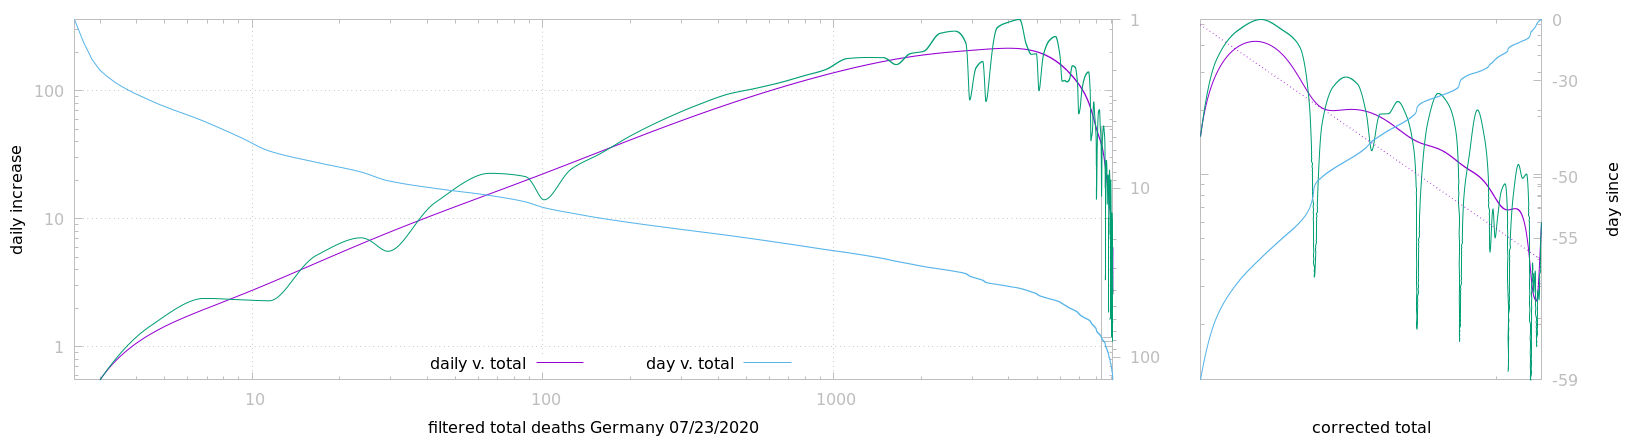 daily increase
100
10
1
10
100
1000
1
10
100
daily v. total
day v. total
filtered total deaths Germany 07/23/2020
0
-30
-50
-55
-59
day since
corrected total